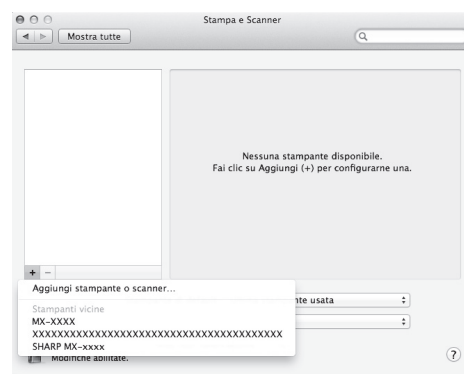 Stampa e Scanner
Mostra tutte
Nessuna stampante disponibile.
Fai clic su Aggiungi (+) per configurarne una.
+ −
Aggiungi stampante o scanner...
nte usata
Stampanti vicine
MX-XXXX
XXXXXXXXXXXXXXXXXXXXXXXXXXXXXXXXXXXXXXXX
SHARP MX-xxxx
Modifiche abilitate.
?